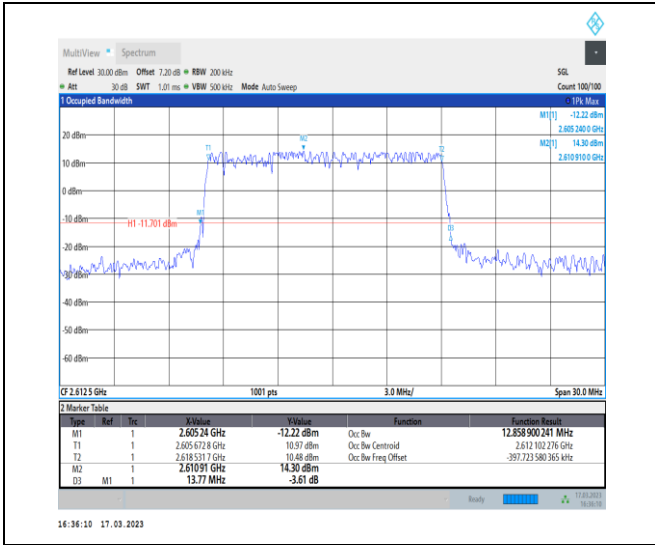 MultiView Spectrum
Ref Level 30.00 dBm Offset 7.20 dB RBW 200 kHz SGL
Att 30 dB SWT 1.01 ms VBW 500 kHz Mode Auto Sweep Count 100/100
1 Occupied Bandwidth 1Pk Max
M1[1] -12.22 dBm
2.605 240 0 GHz
M2[1] 14.30 dBm
2.610 910 0 GHz
20 dBm
M2
T1
T2
10 dBm
0 dBm
M1
-10 dBm
H1 -11.701 dBm
D3
-20 dBm
-30 dBm
-40 dBm
-50 dBm
-60 dBm
CF 2.612 5 GHz 1001 pts 3.0 MHz/ Span 30.0 MHz
2 Marker Table
Type Ref Trc X-Value Y-Value Function Function Result
M1 1 2.605 24 GHz -12.22 dBm Occ Bw 12.858 900 241 MHz
T1 1 2.605 672 8 GHz 10.97 dBm Occ Bw Centroid 2.612 102 276 GHz
T2 1 2.618 531 7 GHz 10.48 dBm Occ Bw Freq Offset -397.723 580 365 kHz
M2 1 2.610 91 GHz 14.30 dBm
D3 M1 1 13.77 MHz -3.61 dB
Ready 17.03.2023
16:36:10
16:36:10 17.03.2023